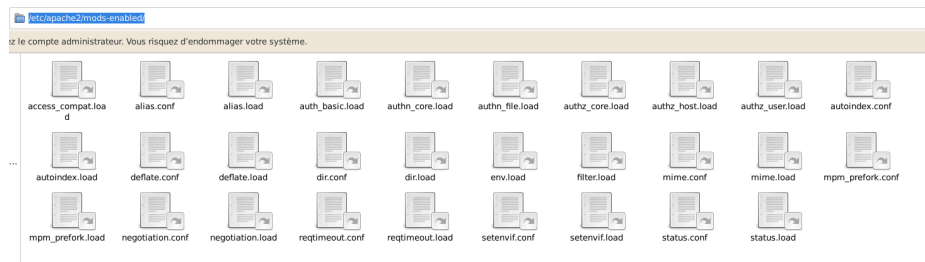 /etc/apache2/mods-enabled/
ez le compte administrateur. Vous risquez d'endommager votre système.
access_compat.loa
d
alias.conf
alias.load
auth_basic.load
authn_core.load
authn_file.load
authz_core.load
authz_host.load
authz_user.load
autoindex.conf
...
autoindex.load
deflate.conf
deflate.load
dir.conf
dir.load
env.load
filter.load
mime.conf
mime.load
mpm_prefork.conf
mpm_prefork.load
negotiation.conf
negotiation.load
reqtimeout.conf
reqtimeout.load
setenvif.conf
setenvif.load
status.conf
status.load